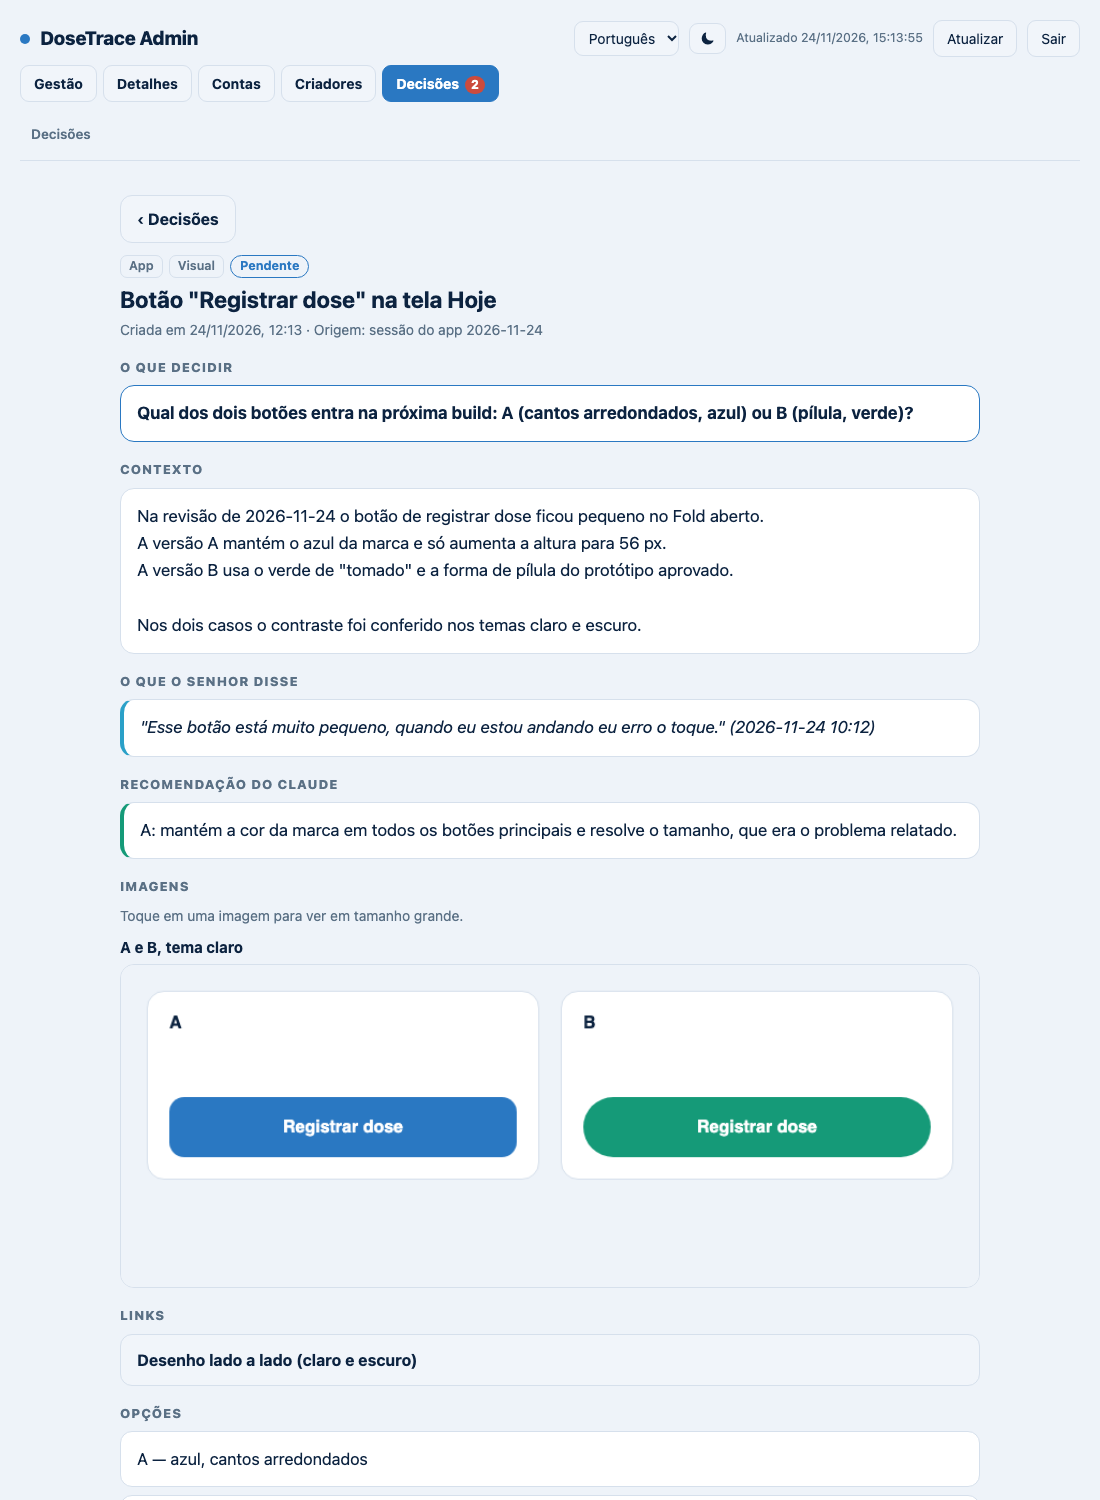 DoseTrace Admin
Português
Atualizado 24/11/2026, 15:13:55
Atualizar
Sair
Gestão
Detalhes
Contas
Criadores
Decisões 2
Decisões
‹ Decisões
App
Visual
Pendente
Botão "Registrar dose" na tela Hoje
Criada em 24/11/2026, 12:13 · Origem: sessão do app 2026-11-24
O QUE DECIDIR
Qual dos dois botões entra na próxima build: A (cantos arredondados, azul) ou B (pílula, verde)?
CONTEXTO
Na revisão de 2026-11-24 o botão de registrar dose ficou pequeno no Fold aberto.
A versão A mantém o azul da marca e só aumenta a altura para 56 px.
A versão B usa o verde de "tomado" e a forma de pílula do protótipo aprovado.
Nos dois casos o contraste foi conferido nos temas claro e escuro.
O QUE O SENHOR DISSE
"Esse botão está muito pequeno, quando eu estou andando eu erro o toque." (2026-11-24 10:12)
RECOMENDAÇÃO DO CLAUDE
A: mantém a cor da marca em todos os botões principais e resolve o tamanho, que era o problema relatado.
IMAGENS
Toque em uma imagem para ver em tamanho grande.
A e B, tema claro
A
Registrar dose
B
Registrar dose
LINKS
Desenho lado a lado (claro e escuro)
OPÇÕES
A — azul, cantos arredondados